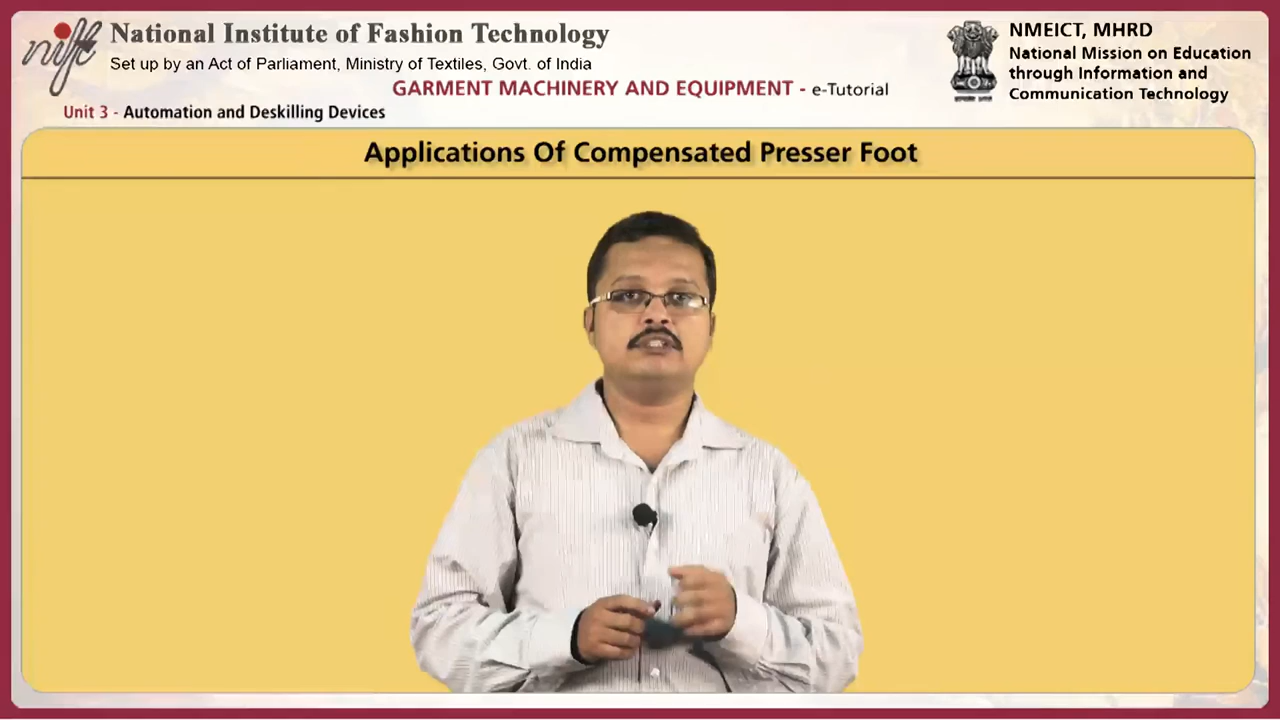 nift
National Institute of Fashion Technology
Set up by an Act of Parliament, Ministry of Textiles, Govt. of India
GARMENT MACHINERY AND EQUIPMENT - e-Tutorial
Unit 3 - Automation and Deskilling Devices
NMEICT, MHRD
National Mission on Education
through Information and
Communication Technology
Applications Of Compensated Presser Foot